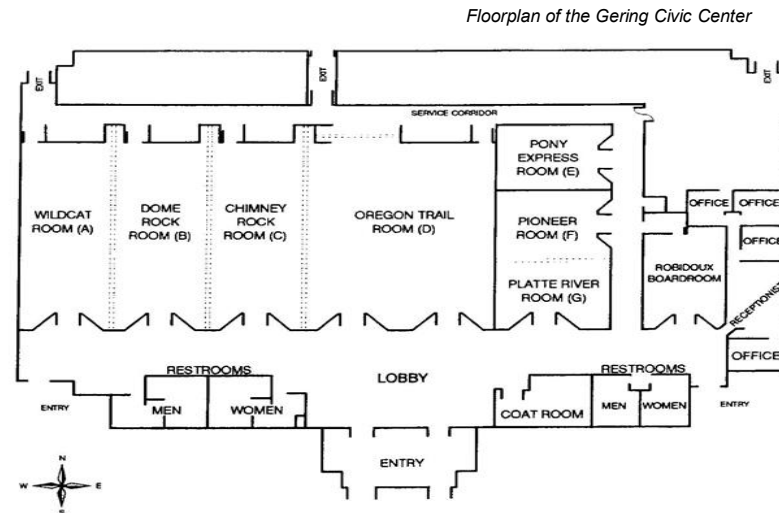 Floorplan of the Gering Civic Center
EXIT
EXIT
EXIT
SERVICE CORRIDOR
PONY
EXPRESS
ROOM (E)
WILDCAT
ROOM (A)
DOME
ROCK
ROOM (B)
CHIMNEY
ROCK
ROOM (C)
OREGON TRAIL
ROOM (D)
PIONEER
ROOM (F)
PLATTE RIVER
ROOM (G)
OFFICE
OFFICE
OFFICE
ROBIDOUX
BOARDROOM
RECEPTIONIST
OFFICE
RESTROOMS
LOBBY
RESTROOMS
ENTRY
MEN
WOMEN
COAT ROOM
MEN
WOMEN
ENTRY
ENTRY
N
W
E
S